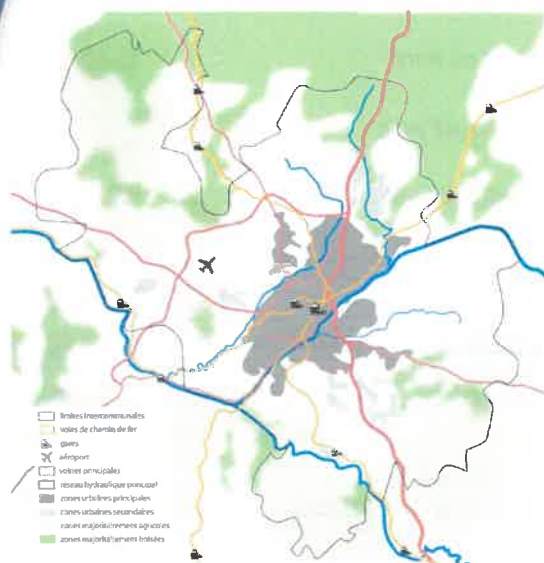 limites intercommunales
voies de chemin de fer
gares
aéroport
voiries principales
réseau hydraulique principal
zones urbaines principales
zones urbaines secondaires
zones majoritairement agricoles
zones majoritairement boisées